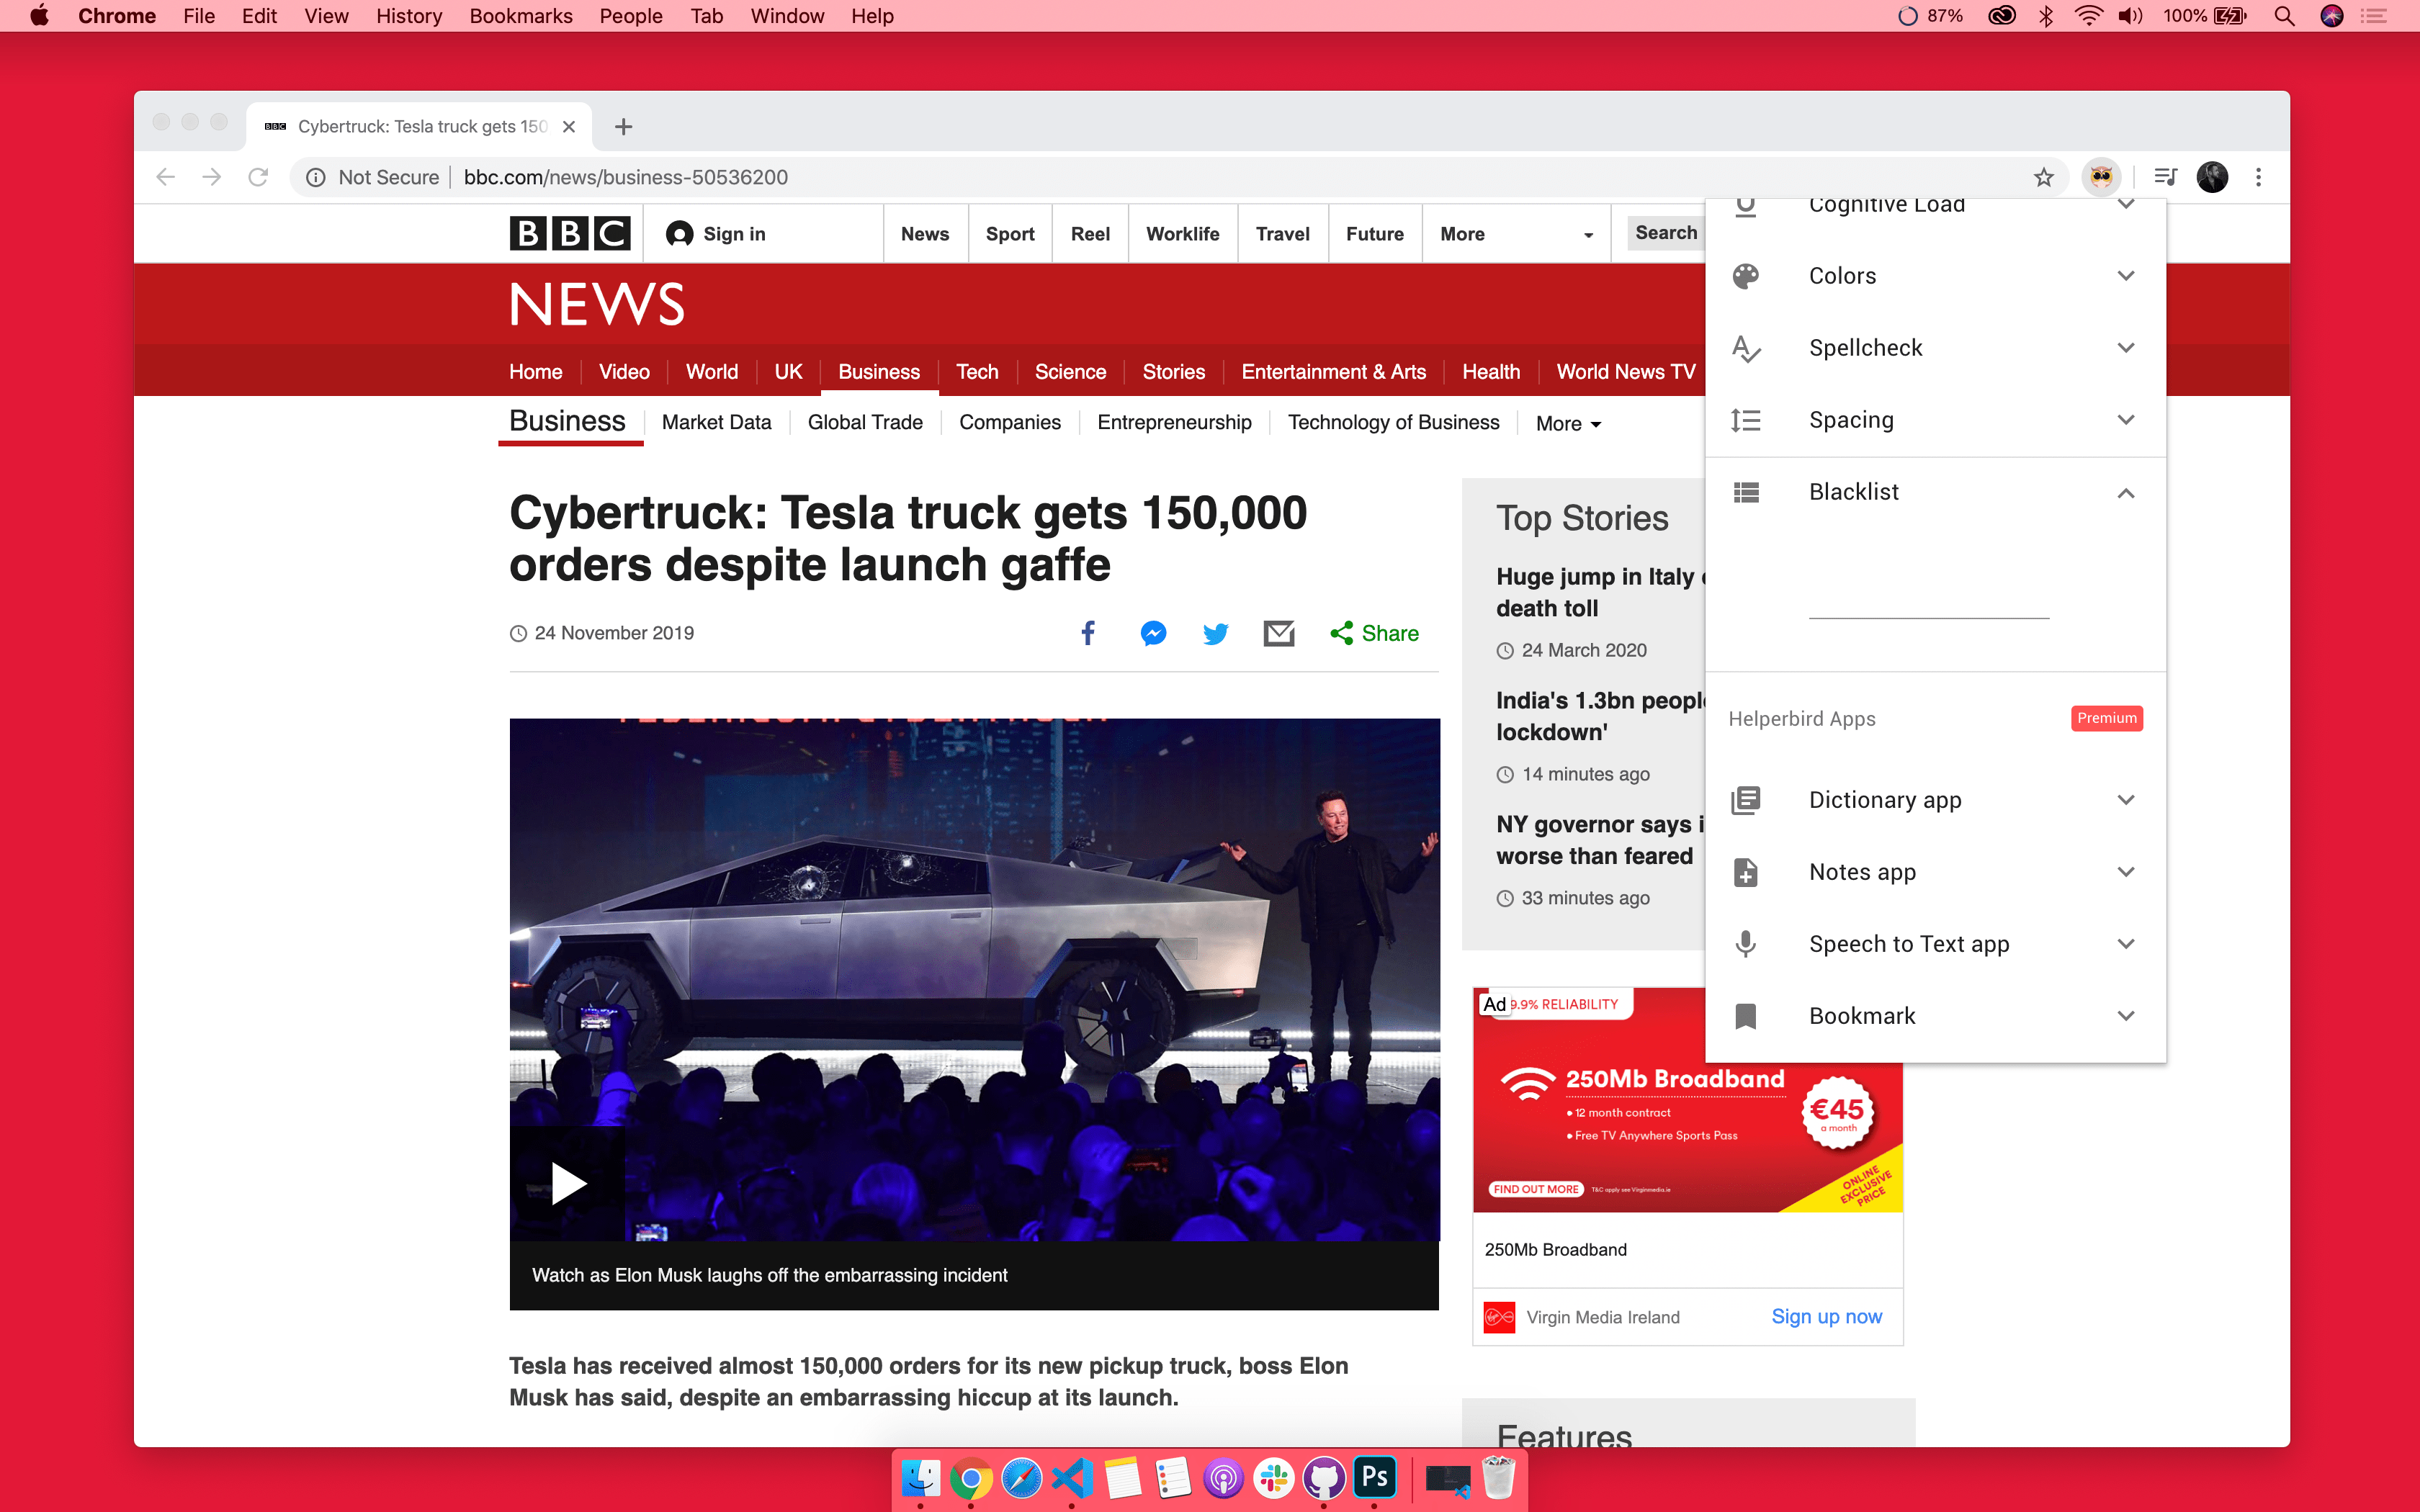 Chrome File Edit View History Bookmarks People Tab Window Help
87% 100%
BBC Cybertruck: Tesla truck gets 150
Not Secure bbc.com/news/business-50536200
BBC Sign in News Sport Reel Worklife Travel Future More Search
NEWS
Home Video World UK Business Tech Science Stories Entertainment & Arts Health World News TV
Business Market Data Global Trade Companies Entrepreneurship Technology of Business More
Cybertruck: Tesla truck gets 150,000
orders despite launch gaffe
24 November 2019
Share
Watch as Elon Musk laughs off the embarrassing incident
Tesla has received almost 150,000 orders for its new pickup truck, boss Elon
Musk has said, despite an embarrassing hiccup at its launch.
Top Stories
Huge jump in Italy
death toll
24 March 2020
India's 1.3bn people
lockdown'
14 minutes ago
NY governor says
worse than feared
33 minutes ago
Ad 9.9% RELIABILITY
250Mb Broadband
• 12 month contract
• Free TV Anywhere Sports Pass
€45
a month
FIND OUT MORE T&C apply see Virginmedia.ie
ONLINE
EXCLUSIVE
PRICE
250Mb Broadband
Virgin Media Ireland Sign up now
Features
Cognitive Load
Colors
Spellcheck
Spacing
Blacklist
Helperbird Apps Premium
Dictionary app
Notes app
Speech to Text app
Bookmark
Ps